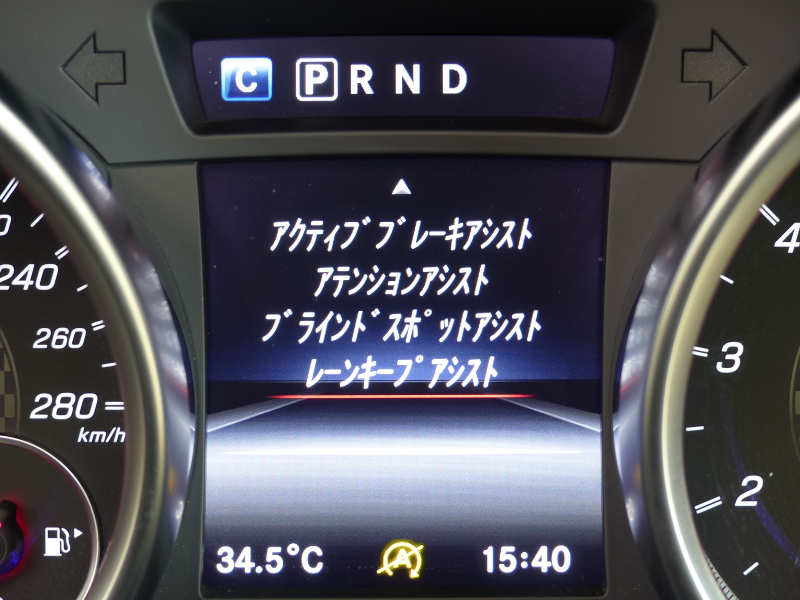 C P R N D
アクティブ ブレーキアシスト
アテンションアシスト
ブラインドスポットアシスト
レーンキープアシスト
240
260
280
km/h
4
3
2
34.5°C A 15:40